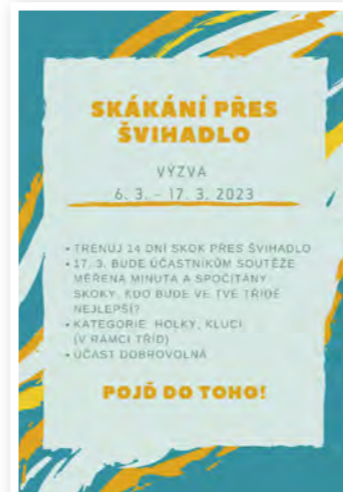 SKÁKÁNÍ PŘES
ŠVIHADLO
VÝZVA
6. 3. - 17. 3. 2023
• TRENUJ 14 DNÍ SKOK PŘES ŠVIHADLO
• 17. 3. BUDE ÚČASTNÍKŮM SOUTĚŽE
MĚŘENA MINUTA A SPOČÍTÁNY
SKOKY. KDO BUDE VE TVÉ TŘÍDĚ
NEJLEPŠÍ?
• KATEGORIE: HOLKY, KLUCI
(V RÁMCI TŘÍD)
• ÚČAST DOBROVOLNÁ
POJĎ DO TOHO!